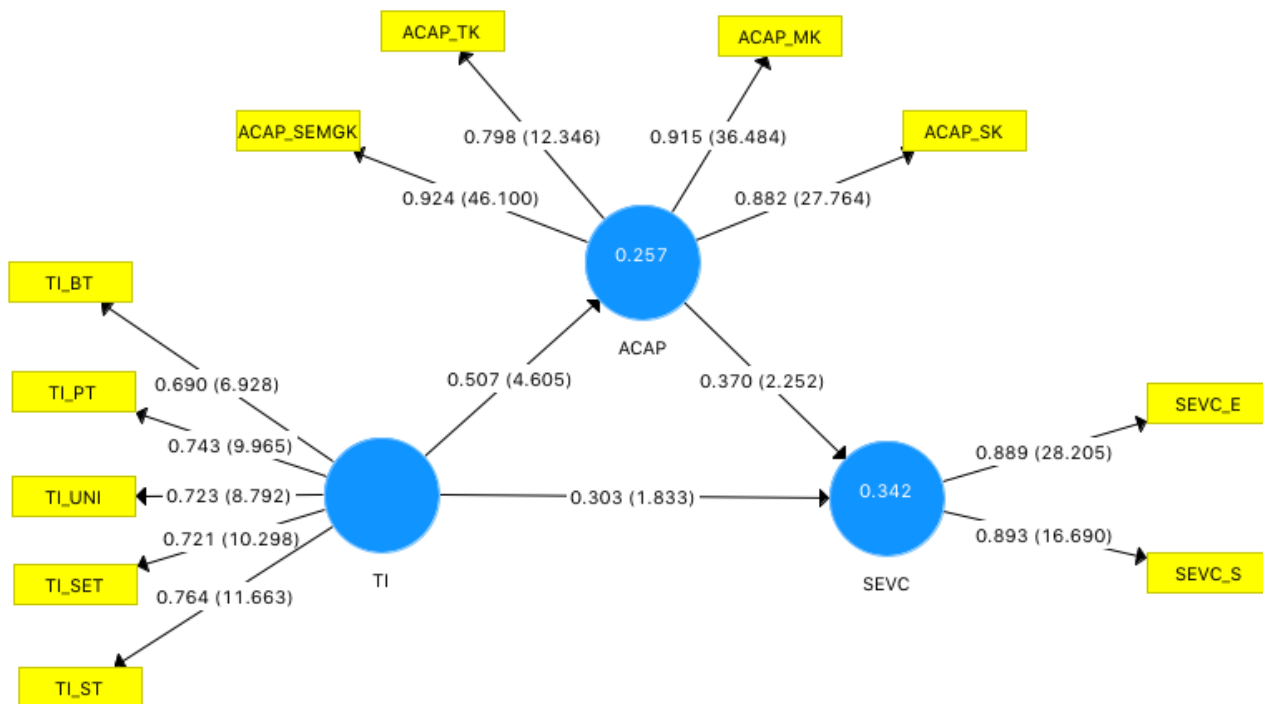 ACAP_TK
ACAP_MK
ACAP_SEMGK
ACAP_SK
0.798 (12.346)
0.915 (36.484)
0.924 (46.100)
0.882 (27.764)
0.257
ACAP
TI_BT
TI_PT
TI_UNI
TI_SET
TI_ST
0.690 (6.928)
0.743 (9.965)
0.723 (8.792)
0.721 (10.298)
0.764 (11.663)
TI
0.507 (4.605)
0.370 (2.252)
0.303 (1.833)
0.342
SEVC
0.889 (28.205)
0.893 (16.690)
SEVC_E
SEVC_S